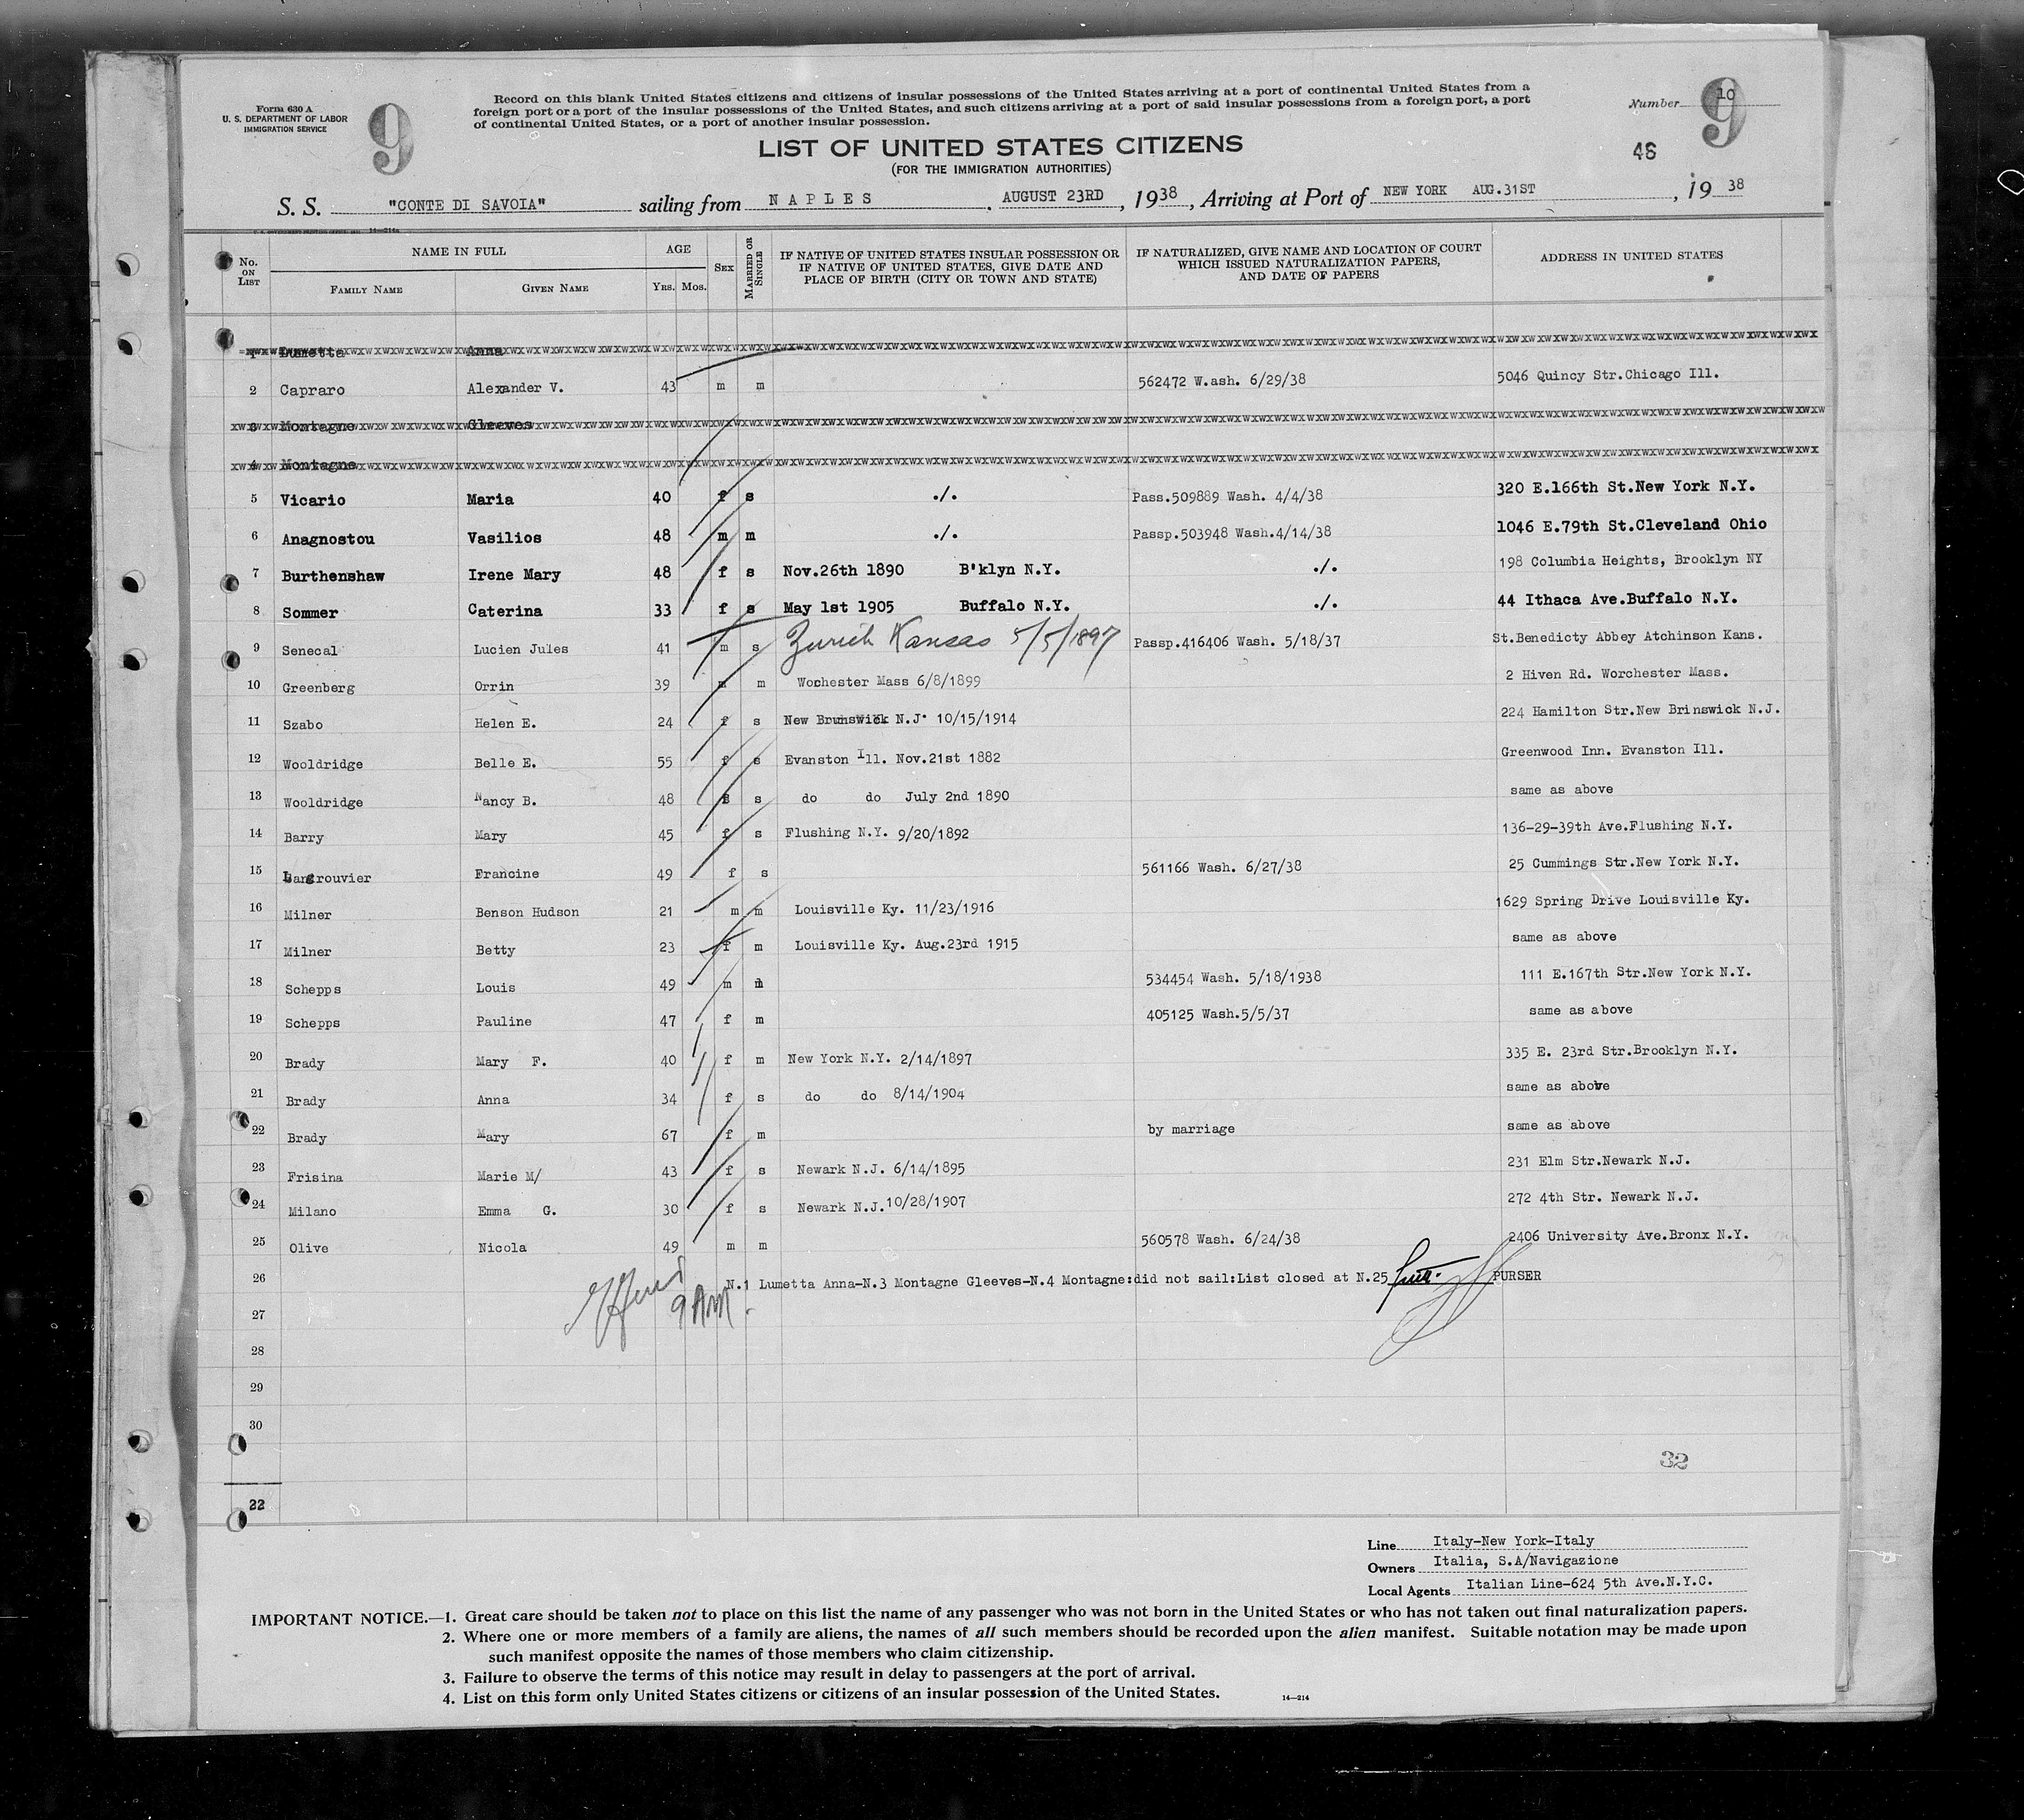 Form 630 A
U. S. DEPARTMENT OF LABOR
IMMIGRATION SERVICE
9
Record on this blank United States citizens and citizens of insular possessions of the United States arriving at a port of continental United States from a
foreign port or a port of the insular possessions of the United States, and such citizens arriving at a port of said insular possessions from a foreign port, a port
of continental United States, or a port of another insular possession.
Number 10
9
LIST OF UNITED STATES CITIZENS
(FOR THE IMMIGRATION AUTHORITIES)
S. S. "CONTE DI SAVOIA" sailing from NAPLES, AUGUST 23RD, 1938, Arriving at Port of NEW YORK AUG.31ST, 1938
No. ON LIST
NAME IN FULL
FAMILY NAME GIVEN NAME
AGE
YRS. MOS.
SEX
MARRIED OR SINGLE
IF NATIVE OF UNITED STATES INSULAR POSSESSION OR
IF NATIVE OF UNITED STATES, GIVE DATE AND
PLACE OF BIRTH (CITY OR TOWN AND STATE)
IF NATURALIZED, GIVE NAME AND LOCATION OF COURT
WHICH ISSUED NATURALIZATION PAPERS,
AND DATE OF PAPERS
ADDRESS IN UNITED STATES
1 Lumetta Anna
2 Capraro Alexander V. 43 m m 562472 W.ash. 6/29/38 5046 Quincy Str.Chicago Ill.
3 Montagne Gleeves
4 Montagne
5 Vicario Maria 40 f s ./. Pass.509889 Wash. 4/4/38 320 E.166th St.New York N.Y.
6 Anagnostou Vasilios 48 m m ./. Passp.503948 Wash.4/14/38 1046 E.79th St.Cleveland Ohio
7 Burthenshaw Irene Mary 48 f s Nov.26th 1890 B'klyn N.Y. ./. 198 Columbia Heights, Brooklyn NY
8 Sommer Caterina 33 f s May 1st 1905 Buffalo N.Y. ./. 44 Ithaca Ave.Buffalo N.Y.
9 Senecal Lucien Jules 41 m s Zurich Kansas 5/5/1897 Passp.416406 Wash. 5/18/37 St.Benedicty Abbey Atchinson Kans.
10 Greenberg Orrin 39 m m Wochester Mass 6/8/1899 2 Hiven Rd. Worchester Mass.
11 Szabo Helen E. 24 f s New Brunswick N.J. 10/15/1914 224 Hamilton Str.New Brinswick N.J.
12 Wooldridge Belle E. 55 f s Evanston Ill. Nov.21st 1882 Greenwood Inn. Evanston Ill.
13 Wooldridge Nancy B. 48 s do do July 2nd 1890 same as above
14 Barry Mary 45 f s Flushing N.Y. 9/20/1892 136-29-39th Ave.Flushing N.Y.
15 Francine 49 f s 561166 Wash. 6/27/38 25 Cummings Str.New York N.Y.
16 Milner Benson Hudson 21 m m Louisville Ky. 11/23/1916 1629 Spring Drive Louisville Ky.
17 Milner Betty 23 f m Louisville Ky. Aug.23rd 1915 same as above
18 Schepps Louis 49 m m 534454 Wash. 5/18/1938 111 E.167th Str.New York N.Y.
19 Schepps Pauline 47 f m 405125 Wash.5/5/37 same as above
20 Brady Mary F. 40 f m New York N.Y. 2/14/1897 335 E. 23rd Str.Brooklyn N.Y.
21 Brady Anna 34 f s do do 8/14/1904 same as above
22 Brady Mary 67 f m by marriage same as above
23 Frisina Marie M/ 43 f s Newark N.J. 6/14/1895 231 Elm Str.Newark N.J.
24 Milano Emma G. 30 f s Newark N.J.10/28/1907 272 4th Str. Newark N.J.
25 Olive Nicola 49 m m 560578 Wash. 6/24/38 2406 University Ave.Bronx N.Y.
26 N.1 Lumetta Anna-N.3 Montagne Gleeves-N.4 Montagne:did not sail:List closed at N.25 PURSER
9 AM.
27
28
29
30
32
22
Line Italy-New York-Italy
Owners Italia, S.A/Navigazione
Local Agents Italian Line-624 5th Ave.N.Y.C.
IMPORTANT NOTICE.—1. Great care should be taken not to place on this list the name of any passenger who was not born in the United States or who has not taken out final naturalization papers.
2. Where one or more members of a family are aliens, the names of all such members should be recorded upon the alien manifest. Suitable notation may be made upon
such manifest opposite the names of those members who claim citizenship.
3. Failure to observe the terms of this notice may result in delay to passengers at the port of arrival.
4. List on this form only United States citizens or citizens of an insular possession of the United States.
14—214